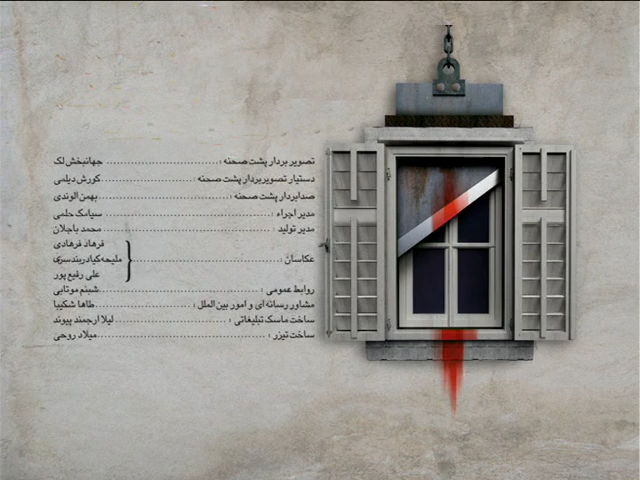 تصویر بردار پشت صحنه : جهانبخش لک
دستیار تصویربردار پشت صحنه : کورش دیلمی
صدابردار پشت صحنه : بهمن الوندی
مدیر اجراء : سیامک حلمی
مدیر تولید : محمد باجلان
فرهاد فرهادی
عکاسان : ملیحه کیادربندسری
علی رفیع پور
روابط عمومی : شبنم موتابی
مشاور رسانه ای و امور بین الملل : طاها شکیبا
ساخت ماسک تبلیغاتی : لیلا ارجمند پیوند
ساخت تیزر : میلاد روحی